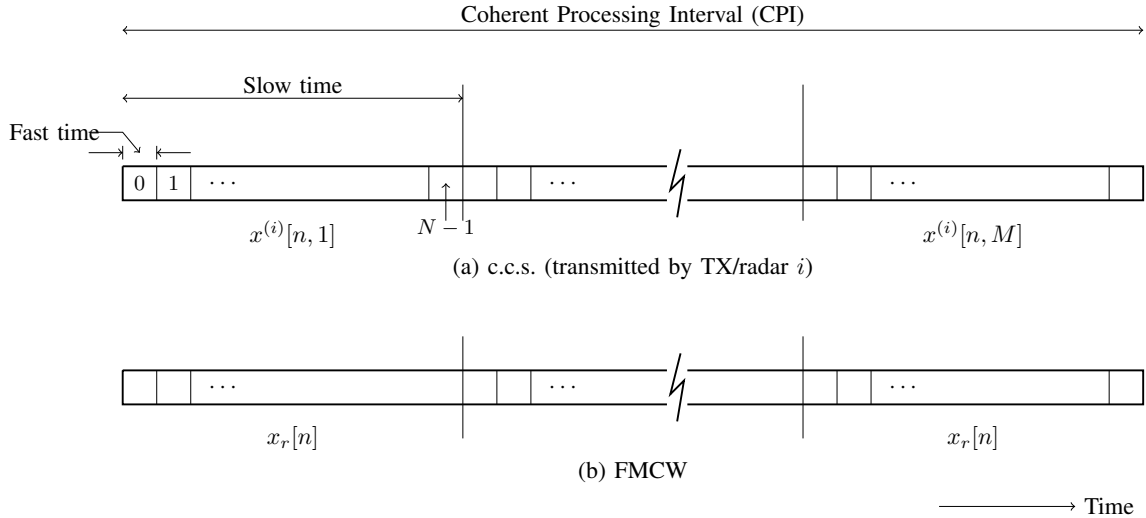 Coherent Processing Interval (CPI)
Slow time
Fast time
0 1 ··· ··· ···
x^{(i)}[n, 1] N − 1 x^{(i)}[n, M]
(a) c.c.s. (transmitted by TX/radar i)
··· ··· ···
x_r[n] x_r[n]
(b) FMCW
Time